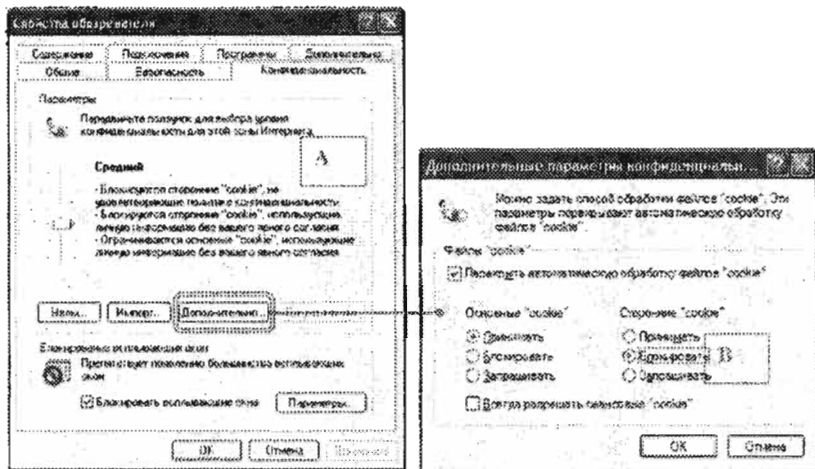 Свойства обозревателя
Содержание Подключения Программы Дополнительно
Общие Безопасность Конфиденциальность
Параметры
Передвиньте ползунок для выбора уровня
конфиденциальности для этой зоны Интернета
A
Средний
- Блокируются сторонние "cookie", не
удовлетворяющие политике конфиденциальности
- Блокируются сторонние "cookie", использующие
личную информацию без вашего явного согласия
- Ограничиваются основные "cookie", использующие
личную информацию без вашего явного согласия
Импорт... Дополнительно...
Блокирование всплывающих окон
Препятствует появлению большинства всплывающих
окон
Блокировать всплывающие окна Параметры...
OK Отмена
Дополнительные параметры конфиденциальн...
Можно задать способ обработки файлов "cookie". Эти
параметры перекрывают автоматическую обработку
файлов "cookie".
Файлы "cookie"
Перекрыть автоматическую обработку файлов "cookie"
Основные "cookie" Сторонние "cookie"
Принимать Принимать
Блокировать Блокировать B
Запрашивать Запрашивать
Всегда разрешать сеансовые "cookie"
OK Отмена